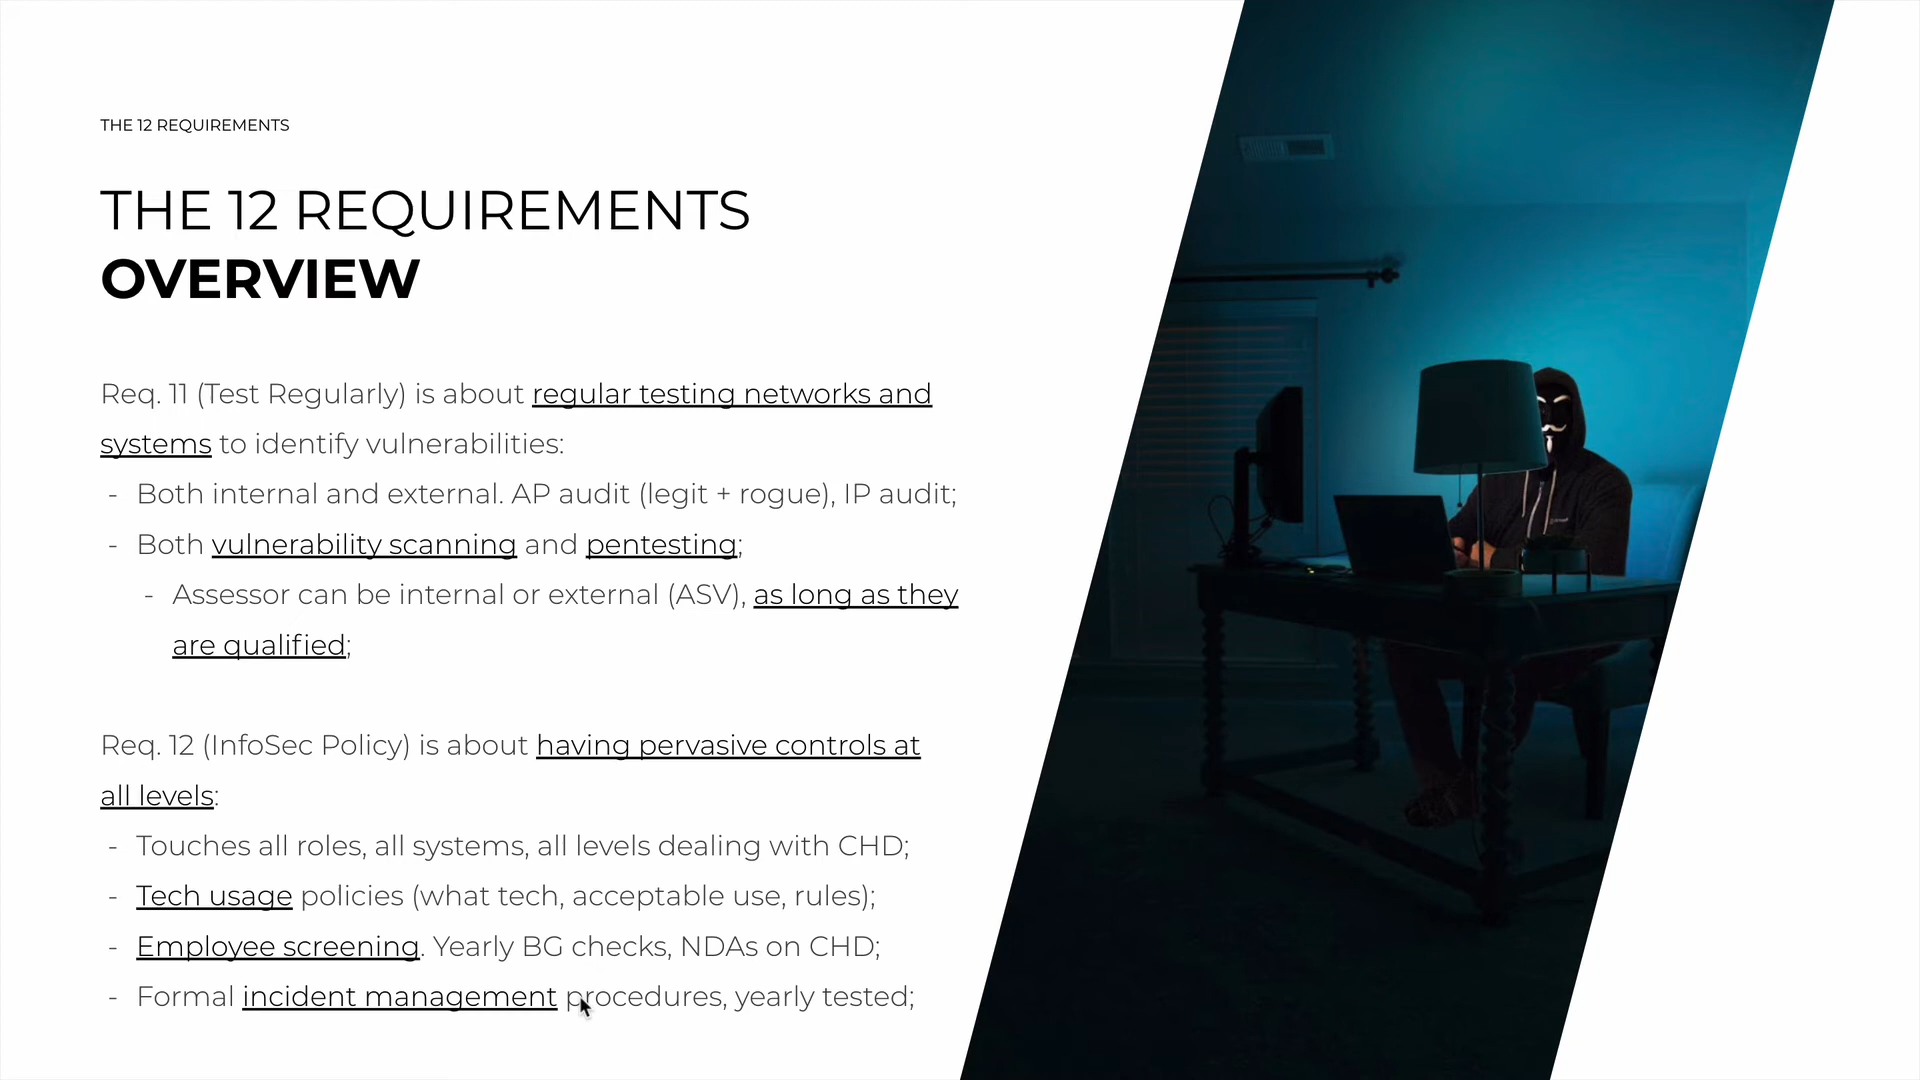 THE 12 REQUIREMENTS
THE 12 REQUIREMENTS
OVERVIEW
Req. 11 (Test Regularly) is about regular testing networks and
systems to identify vulnerabilities:
- Both internal and external. AP audit (legit + rogue), IP audit;
- Both vulnerability scanning and pentesting;
- Assessor can be internal or external (ASV), as long as they
are qualified;
Req. 12 (InfoSec Policy) is about having pervasive controls at
all levels:
- Touches all roles, all systems, all levels dealing with CHD;
- Tech usage policies (what tech, acceptable use, rules);
- Employee screening. Yearly BG checks, NDAs on CHD;
- Formal incident management procedures, yearly tested;